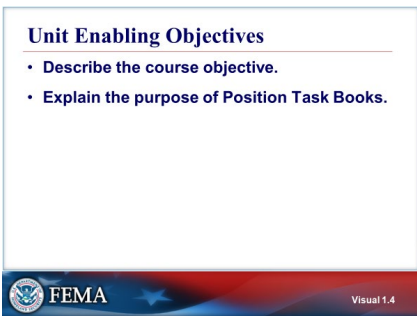 Unit Enabling Objectives
• Describe the course objective.
• Explain the purpose of Position Task Books.
FEMA
Visual 1.4